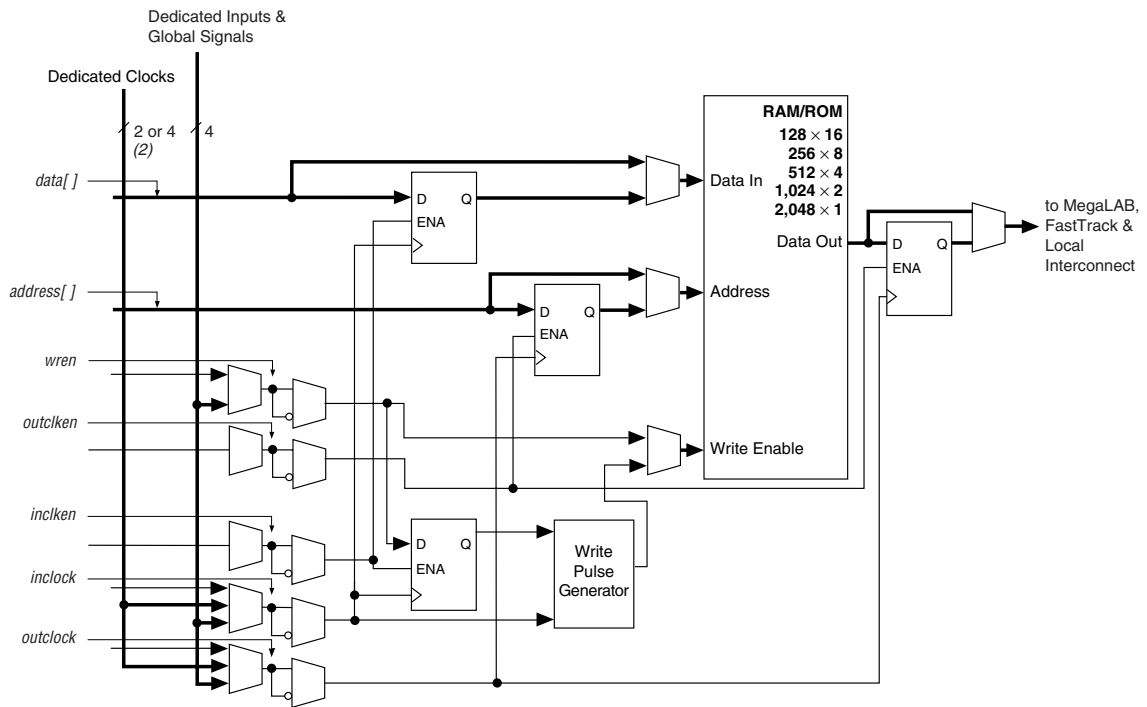 Dedicated Inputs &
Global Signals
Dedicated Clocks
2 or 4
(2)
4
RAM/ROM
128 × 16
256 × 8
512 × 4
1,024 × 2
2,048 × 1
data[ ]
D
Q
ENA
Data In
Data Out
D
Q
ENA
to MegaLAB,
FastTrack &
Local
Interconnect
address[ ]
D
Q
ENA
Address
wren
outclken
Write Enable
inclken
D
Q
ENA
Write
Pulse
Generator
inclock
outclock